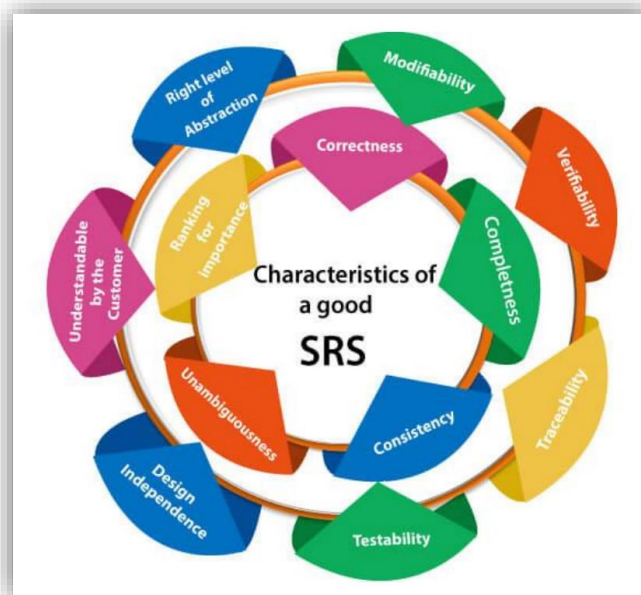 Characteristics of
a good
SRS
Correctness
Completness
Consistency
Unambiguousness
Ranking
for
Importance
Modifiability
Verifiability
Traceability
Testability
Design
Independence
Understandable
by the
Customer
Right level
of
Abstraction